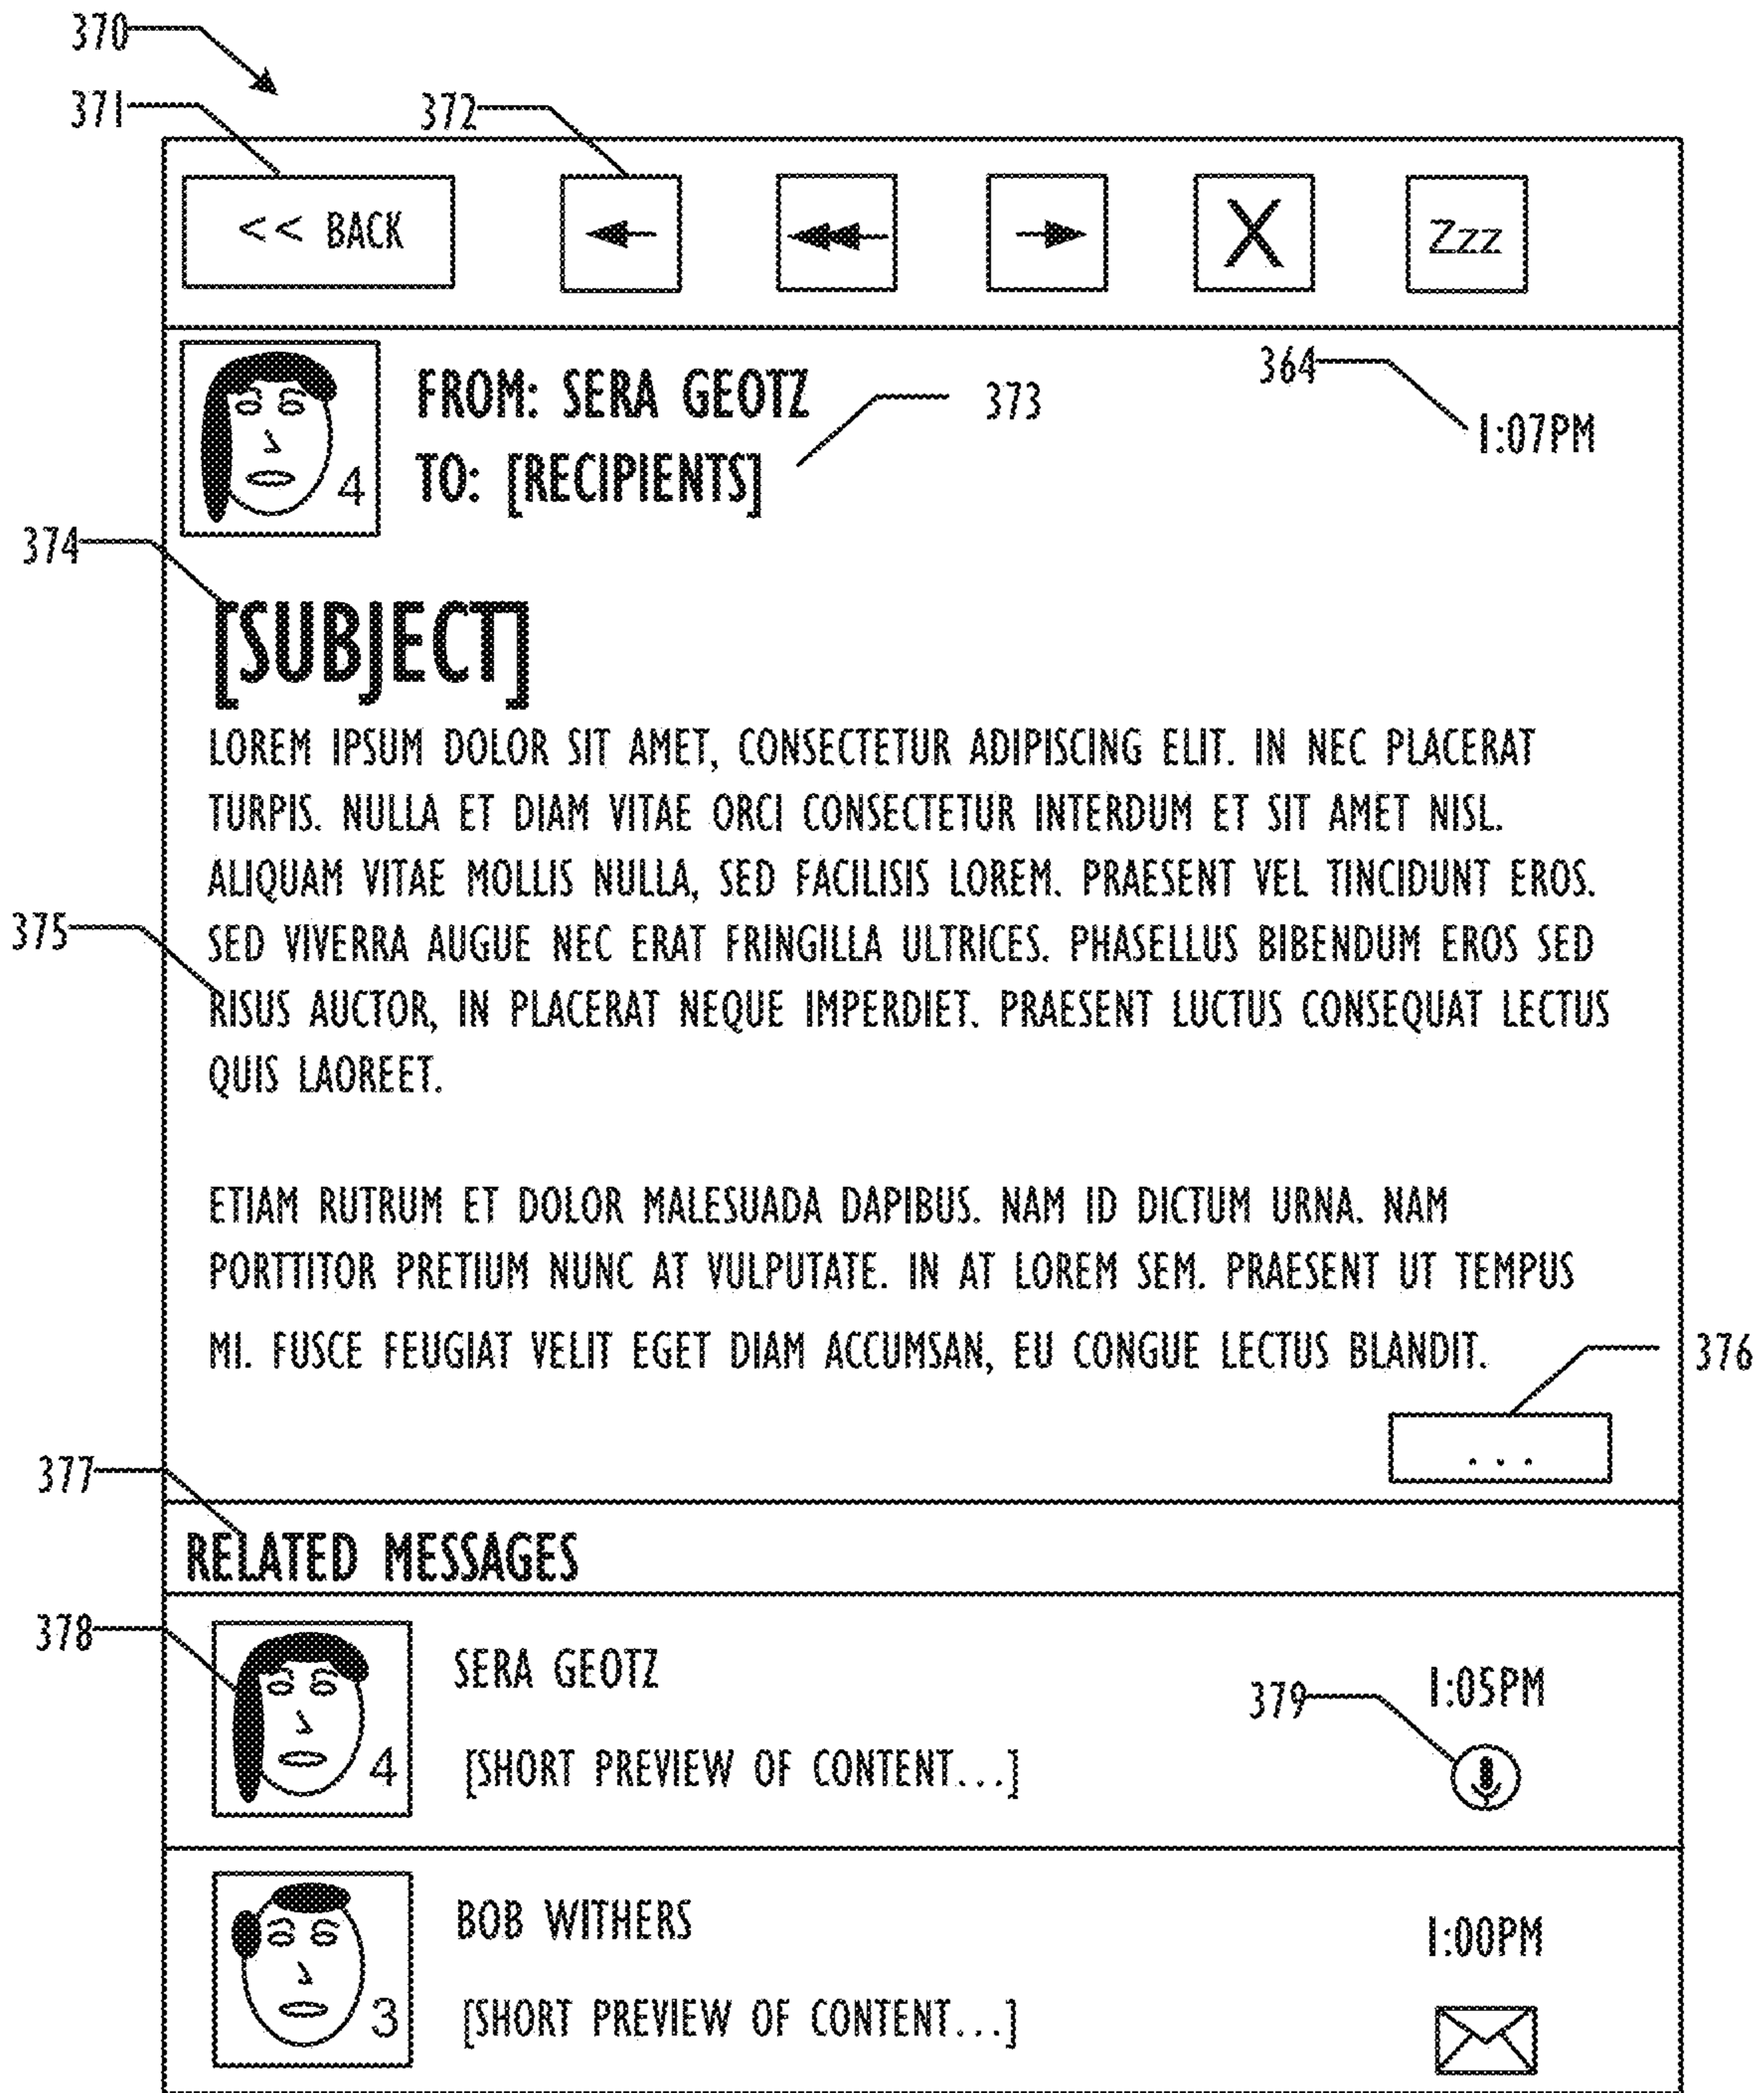 370
371
372
<< BACK
X
Zzz
FROM: SERA GEOTZ
373
364
1:07PM
TO: [RECIPIENTS]
4
374
[SUBJECT]
LOREM IPSUM DOLOR SIT AMET, CONSECTETUR ADIPISCING ELIT. IN NEC PLACERAT
TURPIS. NULLA ET DIAM VITAE ORCI CONSECTETUR INTERDUM ET SIT AMET NISL.
ALIQUAM VITAE MOLLIS NULLA, SED FACILISIS LOREM. PRAESENT VEL TINCIDUNT EROS.
375
SED VIVERRA AUGUE NEC ERAT FRINGILLA ULTRICES. PHASELLUS BIBENDUM EROS SED
RISUS AUCTOR, IN PLACERAT NEQUE IMPERDIET. PRAESENT LUCTUS CONSEQUAT LECTUS
QUIS LAOREET.
ETIAM RUTRUM ET DOLOR MALESUADA DAPIBUS. NAM ID DICTUM URNA. NAM
PORTTITOR PRETIUM NUNC AT VULPUTATE. IN AT LOREM SEM. PRAESENT UT TEMPUS
MI. FUSCE FEUGIAT VELIT EGET DIAM ACCUMSAN, EU CONGUE LECTUS BLANDIT.
376
...
377
RELATED MESSAGES
378
SERA GEOTZ
379
1:05PM
4
[SHORT PREVIEW OF CONTENT...]
BOB WITHERS
1:00PM
3
[SHORT PREVIEW OF CONTENT...]